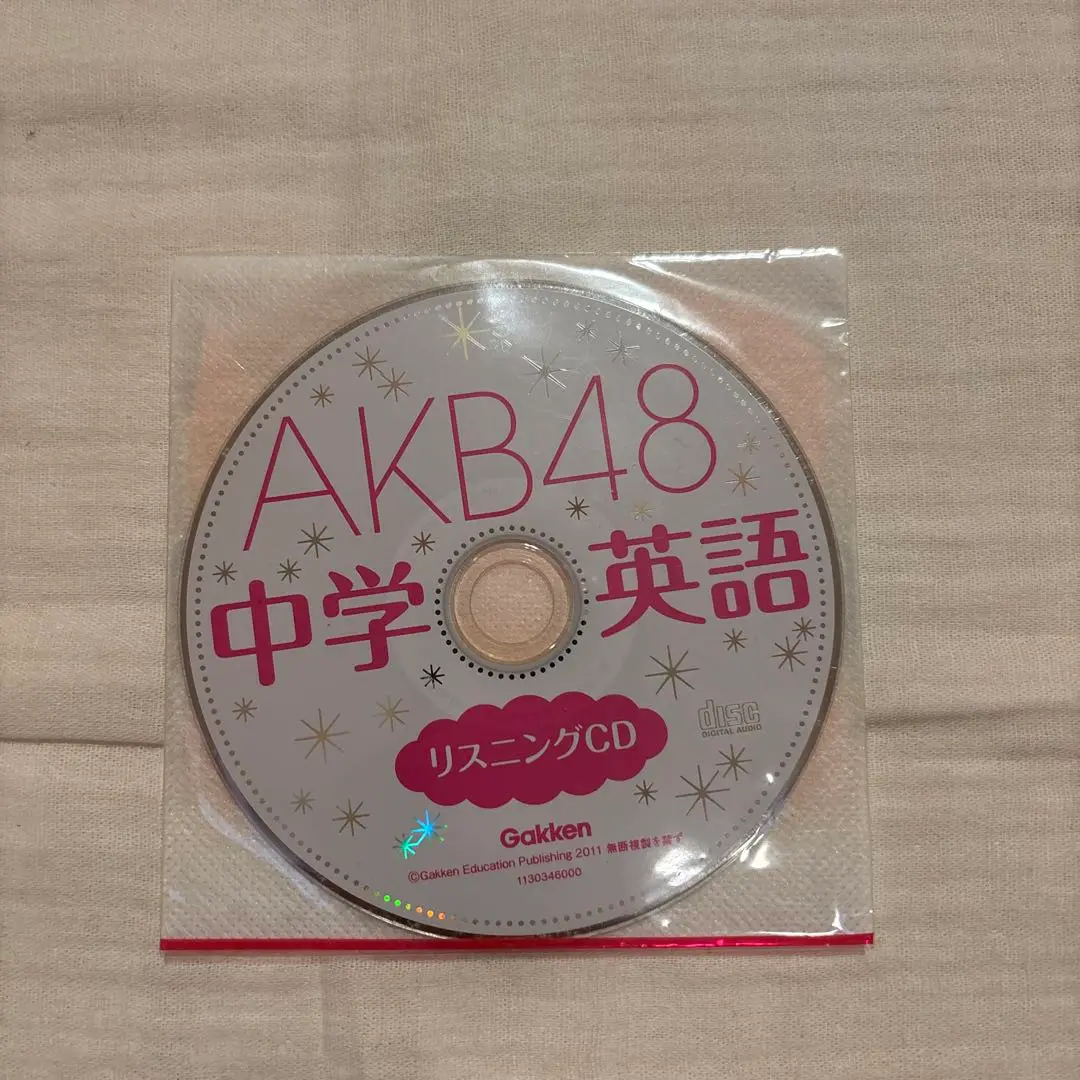 AKB48
中学英語
リスニングCD
disc
DIGITAL AUDIO
Gakken
©Gakken Education Publishing 2011 無断複製を禁ず
1130346000